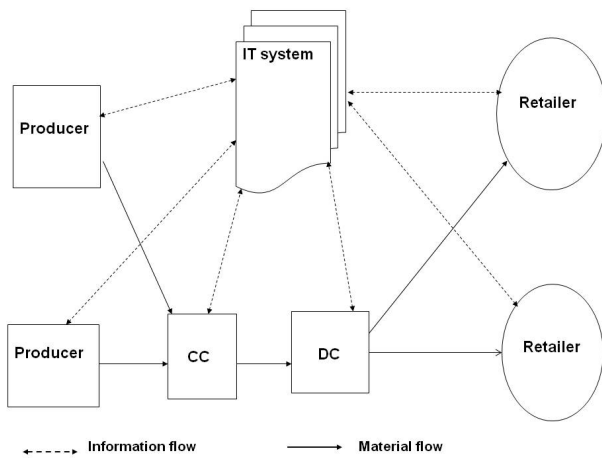 IT system
Producer
Retailer
Producer
CC
DC
Retailer
Information flow
Material flow